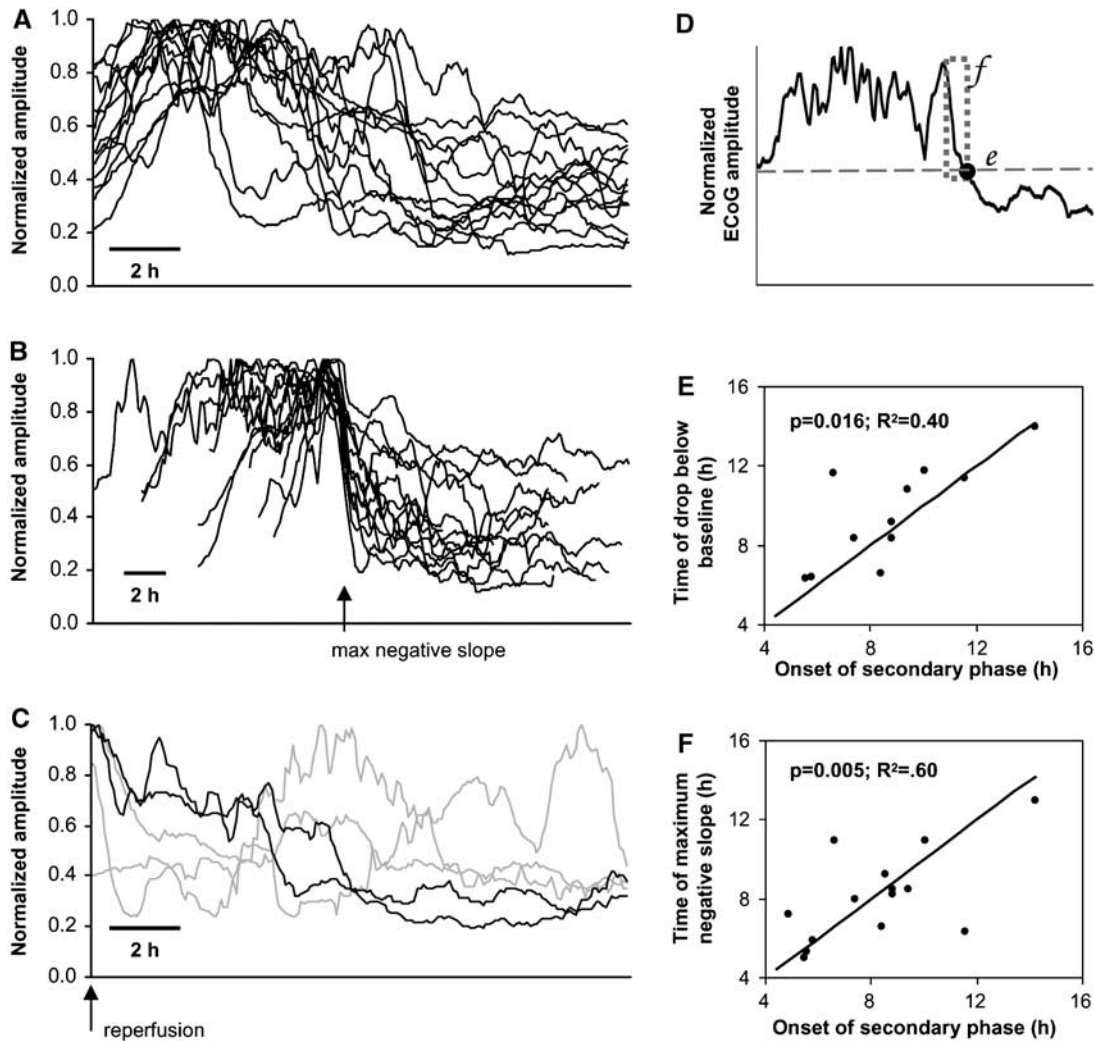 A
Normalized amplitude
1.0
0.8
0.6
0.4
0.2
0.0
2 h
B
Normalized amplitude
1.0
0.8
0.6
0.4
0.2
0.0
2 h
max negative slope
C
Normalized amplitude
1.0
0.8
0.6
0.4
0.2
0.0
2 h
reperfusion
D
Normalized
ECoG amplitude
f
e
E
Time of drop below
baseline (h)
16
12
8
4
p=0.016; R²=0.40
4 8 12 16
Onset of secondary phase (h)
F
Time of maximum
negative slope (h)
16
12
8
4
p=0.005; R²=.60
4 8 12 16
Onset of secondary phase (h)